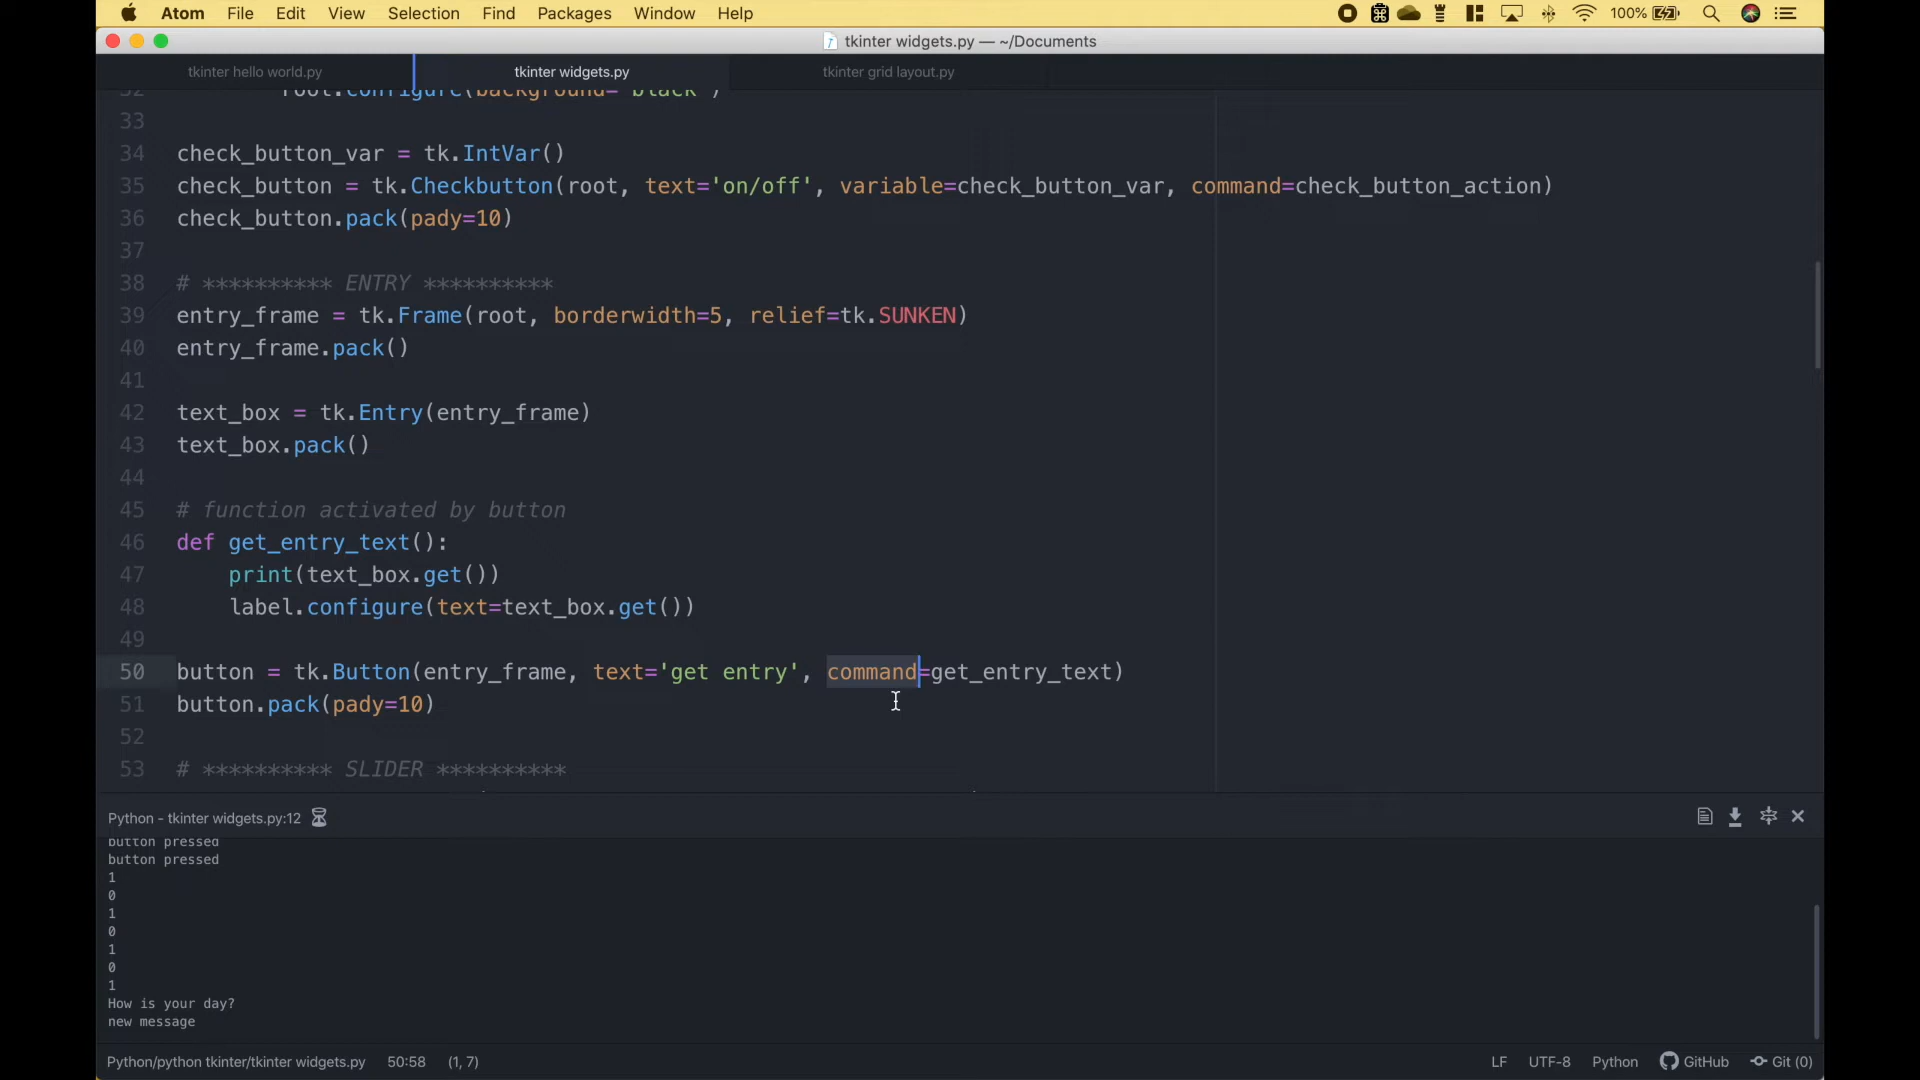 Atom File Edit View Selection Find Packages Window Help 100%
tkinter widgets.py — ~/Documents
tkinter hello world.py tkinter widgets.py tkinter grid layout.py
32 root.configure(background='black')
33
34 check_button_var = tk.IntVar()
35 check_button = tk.Checkbutton(root, text='on/off', variable=check_button_var, command=check_button_action)
36 check_button.pack(pady=10)
37
38 # ********** ENTRY **********
39 entry_frame = tk.Frame(root, borderwidth=5, relief=tk.SUNKEN)
40 entry_frame.pack()
41
42 text_box = tk.Entry(entry_frame)
43 text_box.pack()
44
45 # function activated by button
46 def get_entry_text():
47 print(text_box.get())
48 label.configure(text=text_box.get())
49
50 button = tk.Button(entry_frame, text='get entry', command=get_entry_text)
51 button.pack(pady=10)
52
53 # ********** SLIDER **********
Python - tkinter widgets.py:12
button pressed
button pressed
1
0
1
0
1
0
1
How is your day?
new message
Python/python tkinter/tkinter widgets.py 50:58 (1, 7) LF UTF-8 Python GitHub Git (0)